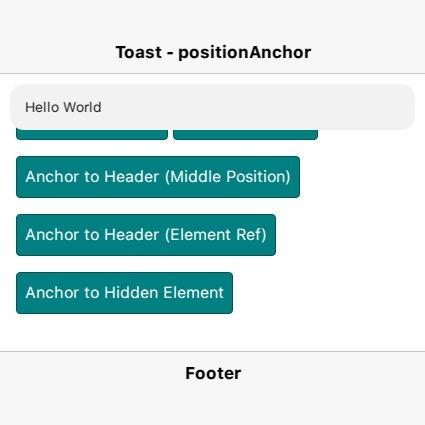 Toast - positionAnchor
Hello World
Anchor to Header (Middle Position)
Anchor to Header (Element Ref)
Anchor to Hidden Element
Footer